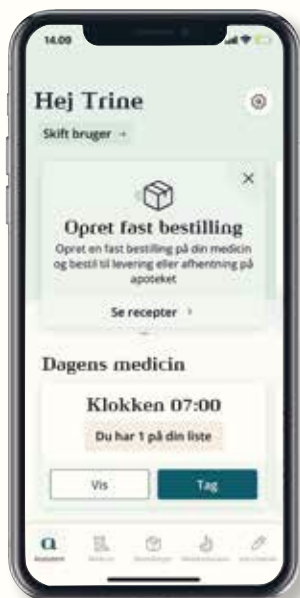 14.09
Hej Trine
Skift bruger
Opret fast bestilling
Opret en fast bestilling på din medicin
og bestil til levering eller afhentning på
apoteket
Se recepter
Dagens medicin
Klokken 07:00
Du har 1 på din liste
Vis
Tag